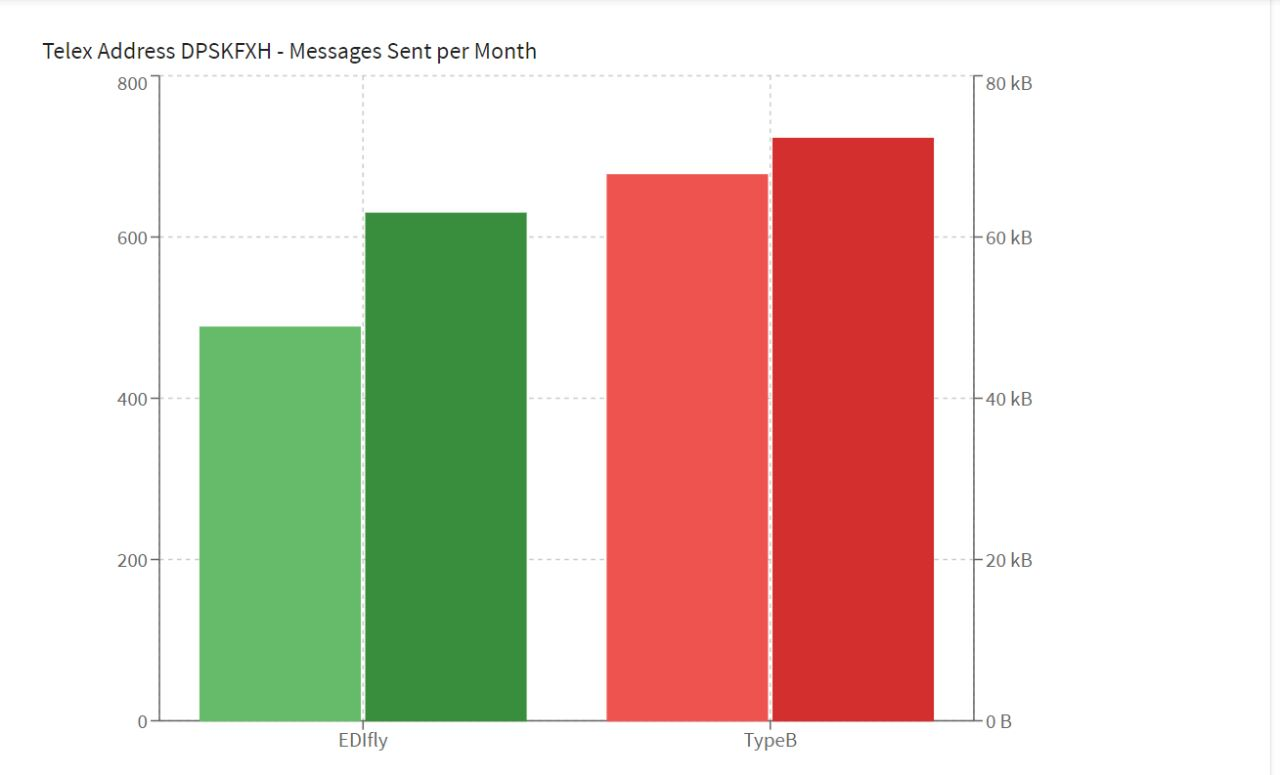 Telex Address DPSKFXH - Messages Sent per Month
800
80 kB
600
60 kB
400
40 kB
200
20 kB
0
0 B
EDIfly
TypeB